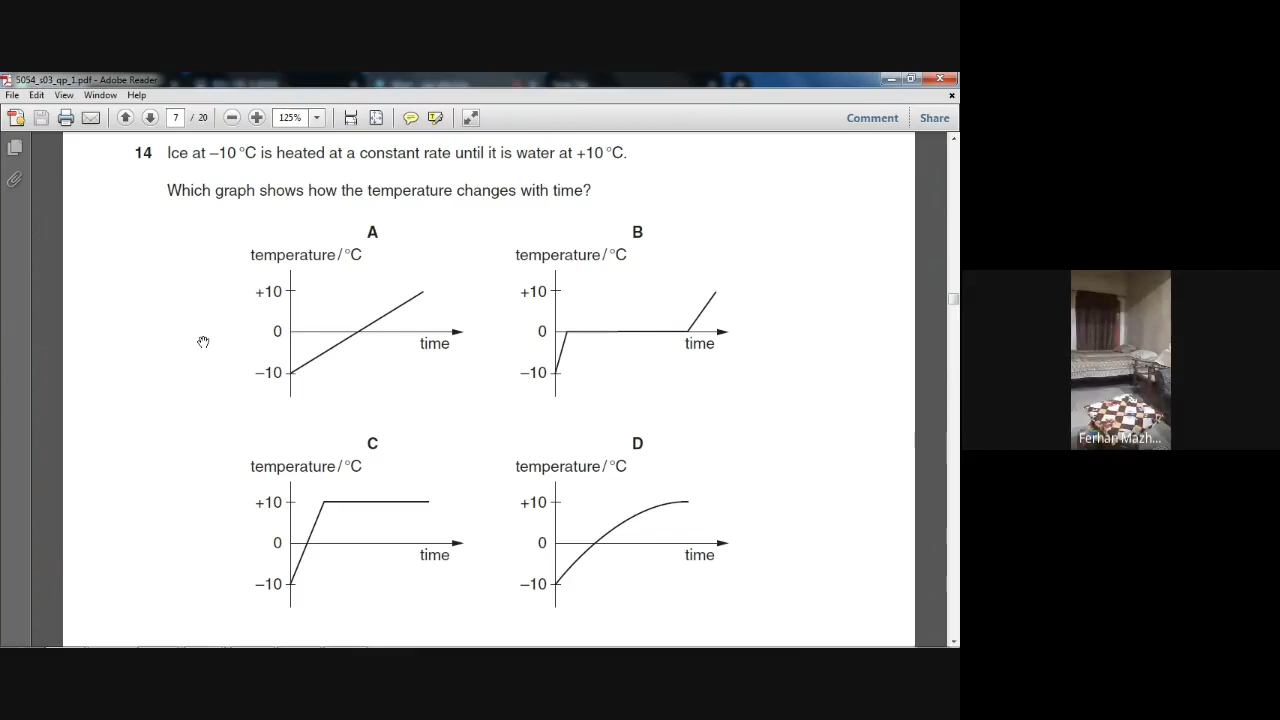 5054_s03_qp_1.pdf - Adobe Reader
File Edit View Window Help
7 / 20 125% Comment Share
14 Ice at –10 °C is heated at a constant rate until it is water at +10 °C.
Which graph shows how the temperature changes with time?
A
temperature / °C
+10
0
–10
time
B
temperature / °C
+10
0
–10
time
C
temperature / °C
+10
0
–10
time
D
temperature / °C
+10
0
–10
time
Ferhan Mazh...